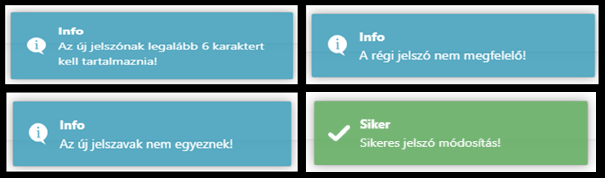 Info
Az új jelszónak legalább 6 karaktert
kell tartalmaznia!
Info
A régi jelszó nem megfelelő!
Info
Az új jelszavak nem egyeznek!
Siker
Sikeres jelszó módosítás!